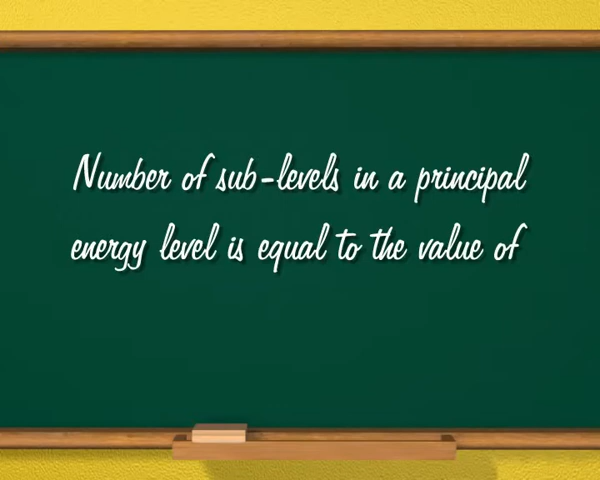 Number of sub-levels in a principal
energy level is equal to the value of